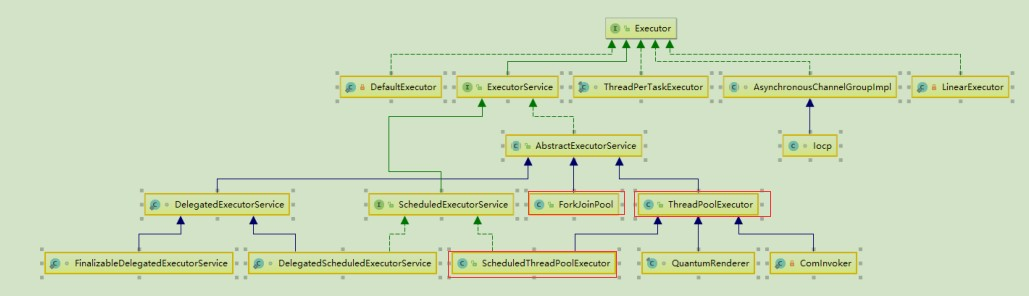 Executor
DefaultExecutor
ExecutorService
ThreadPerTaskExecutor
AsynchronousChannelGroupImpl
LinearExecutor
AbstractExecutorService
Iocp
DelegatedExecutorService
ScheduledExecutorService
ForkJoinPool
ThreadPoolExecutor
FinalizableDelegatedExecutorService
DelegatedScheduledExecutorService
ScheduledThreadPoolExecutor
QuantumRenderer
ComInvoker